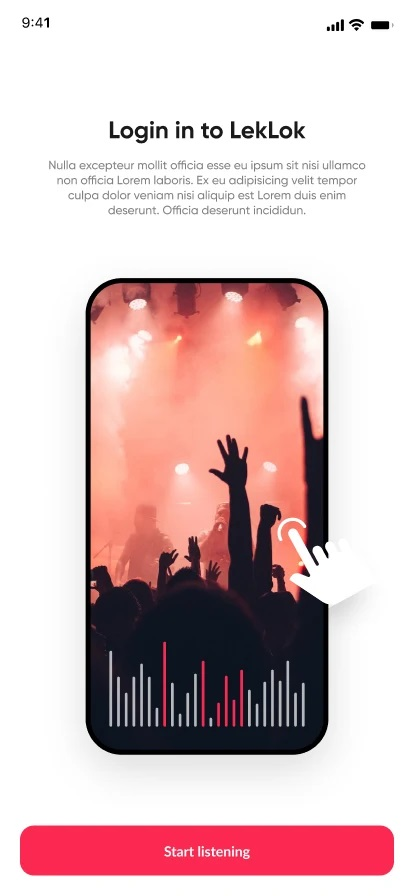 9:41
Login in to LekLok
Nulla excepteur mollit officia esse eu ipsum sit nisi ullamco
non officia Lorem laboris. Ex eu adipisicing velit tempor
culpa dolor veniam nisi aliquip est Lorem duis enim
deserunt. Officia deserunt incididun.
Start listening